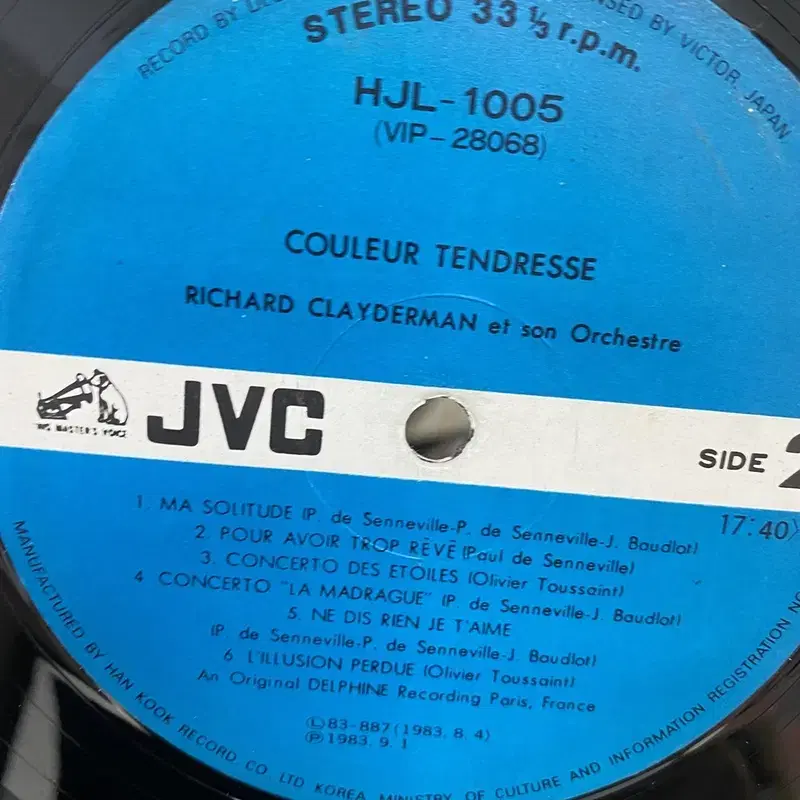 RECORD BY
ENSED BY VICTOR, JAPAN
STEREO 33 1/3 r.p.m.
HJL-1005
(VIP-28068)
COULEUR TENDRESSE
RICHARD CLAYDERMAN et son Orchestre
"HIS MASTER'S VOICE"
JVC
SIDE 2
17:40
1. MA SOLITUDE (P. de Senneville-P. de Senneville-J. Baudlot)
2. POUR AVOIR TROP RÊVÉ (Paul de Senneville)
3. CONCERTO DES ETOILES (Olivier Toussaint)
4 CONCERTO "LA MADRAGUE" (P. de Senneville-J. Baudlot)
5. NE DIS RIEN JE T'AIME
(P. de Senneville-P. de Senneville-J. Baudlot)
6 L'ILLUSION PERDUE (Olivier Toussaint)
An Original DELPHINE Recording Paris, France
Ⓛ83-887(1983. 8. 4)
Ⓟ1983. 9. 1
MANUFACTURED BY HAN KOOK RECORD. CO. LTD KOREA. MINISTRY OF CULTURE AND INFORMATION REGISTRATION NO